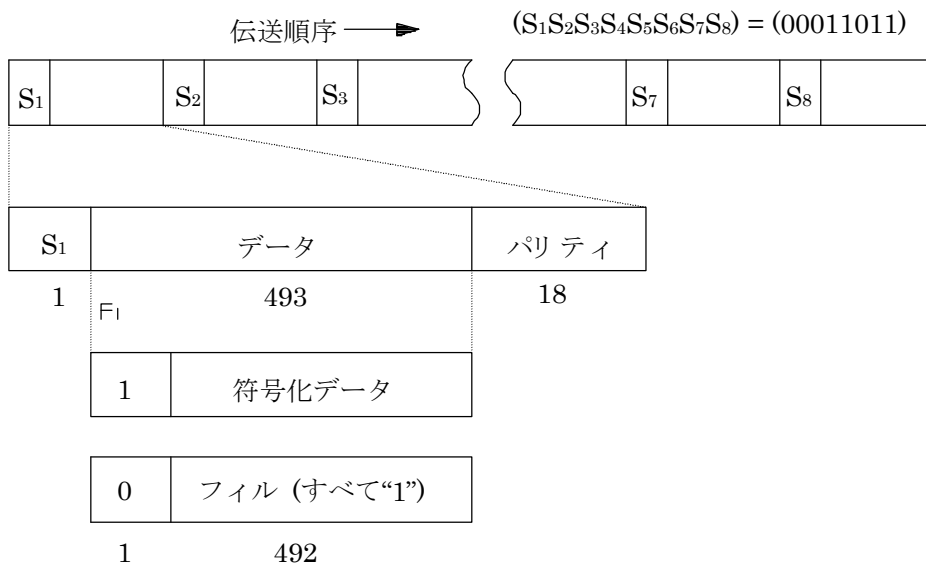 伝送順序
(S₁S₂S₃S₄S₅S₆S₇S₈) = (00011011)
S₁ S₂ S₃ S₇ S₈
S₁ データ パリティ
1 493 18
Fı
1 符号化データ
0 フィル (すべて“1”)
1 492